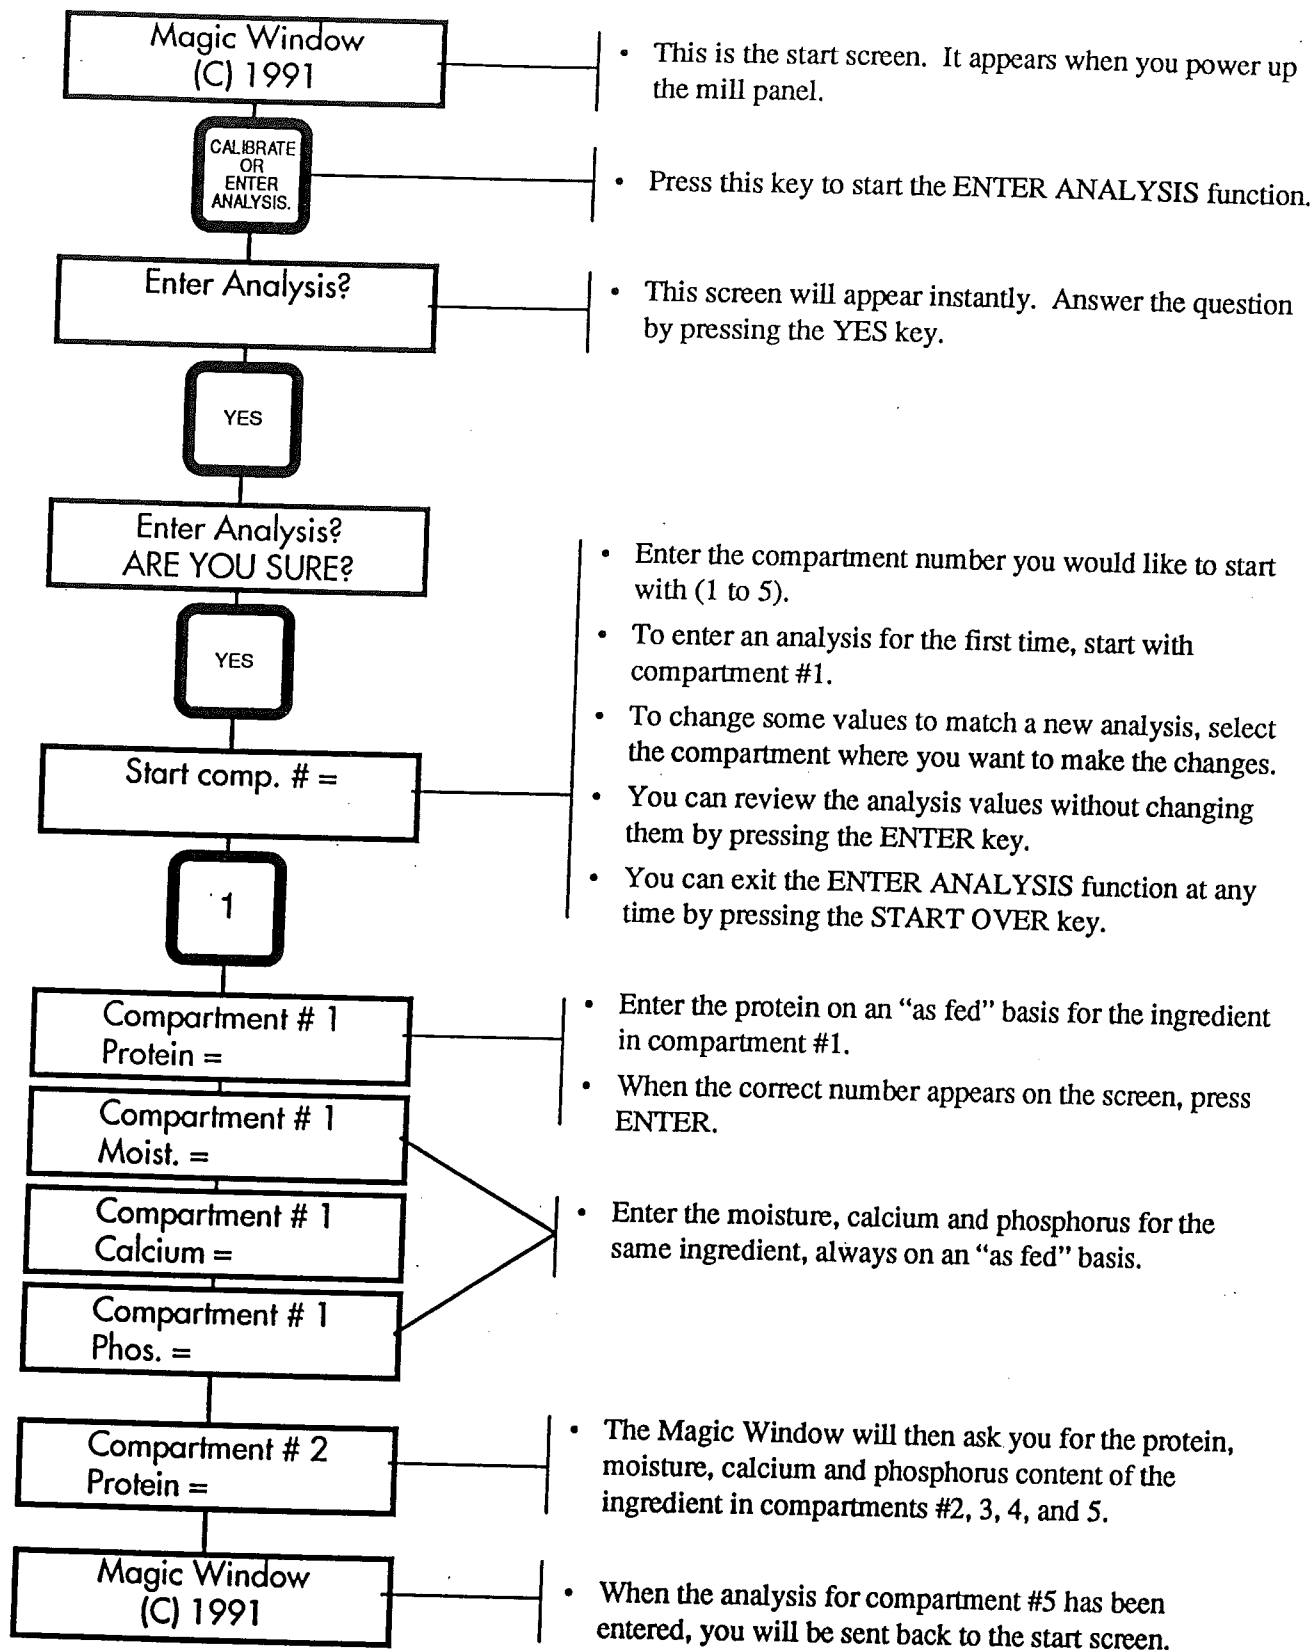 Magic Window
(C) 1991
• This is the start screen. It appears when you power up
the mill panel.
CALIBRATE
OR
ENTER
ANALYSIS.
• Press this key to start the ENTER ANALYSIS function.
Enter Analysis?
• This screen will appear instantly. Answer the question
by pressing the YES key.
YES
Enter Analysis?
ARE YOU SURE?
YES
Start comp. # =
• Enter the compartment number you would like to start
with (1 to 5).
• To enter an analysis for the first time, start with
compartment #1.
• To change some values to match a new analysis, select
the compartment where you want to make the changes.
• You can review the analysis values without changing
them by pressing the ENTER key.
• You can exit the ENTER ANALYSIS function at any
time by pressing the START OVER key.
1
Compartment # 1
Protein =
• Enter the protein on an “as fed” basis for the ingredient
in compartment #1.
• When the correct number appears on the screen, press
ENTER.
Compartment # 1
Moist. =
Compartment # 1
Calcium =
Compartment # 1
Phos. =
• Enter the moisture, calcium and phosphorus for the
same ingredient, always on an “as fed” basis.
Compartment # 2
Protein =
• The Magic Window will then ask you for the protein,
moisture, calcium and phosphorus content of the
ingredient in compartments #2, 3, 4, and 5.
Magic Window
(C) 1991
• When the analysis for compartment #5 has been
entered, you will be sent back to the start screen.